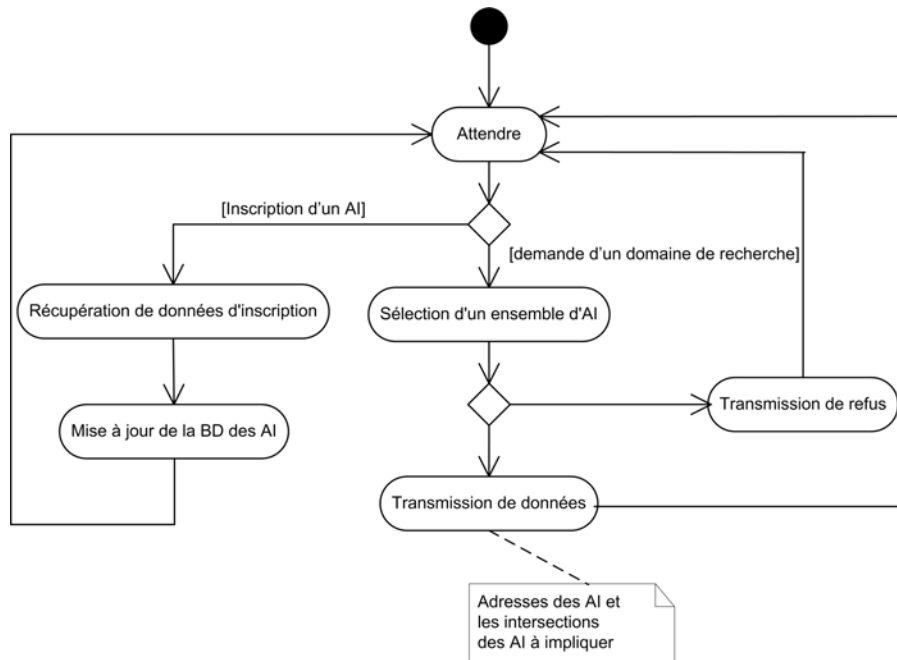 Attendre
[Inscription d'un AI]
[demande d'un domaine de recherche]
Récupération de données d'inscription
Sélection d'un ensemble d'AI
Mise à jour de la BD des AI
Transmission de refus
Transmission de données
Adresses des AI et
les intersections
des AI à impliquer